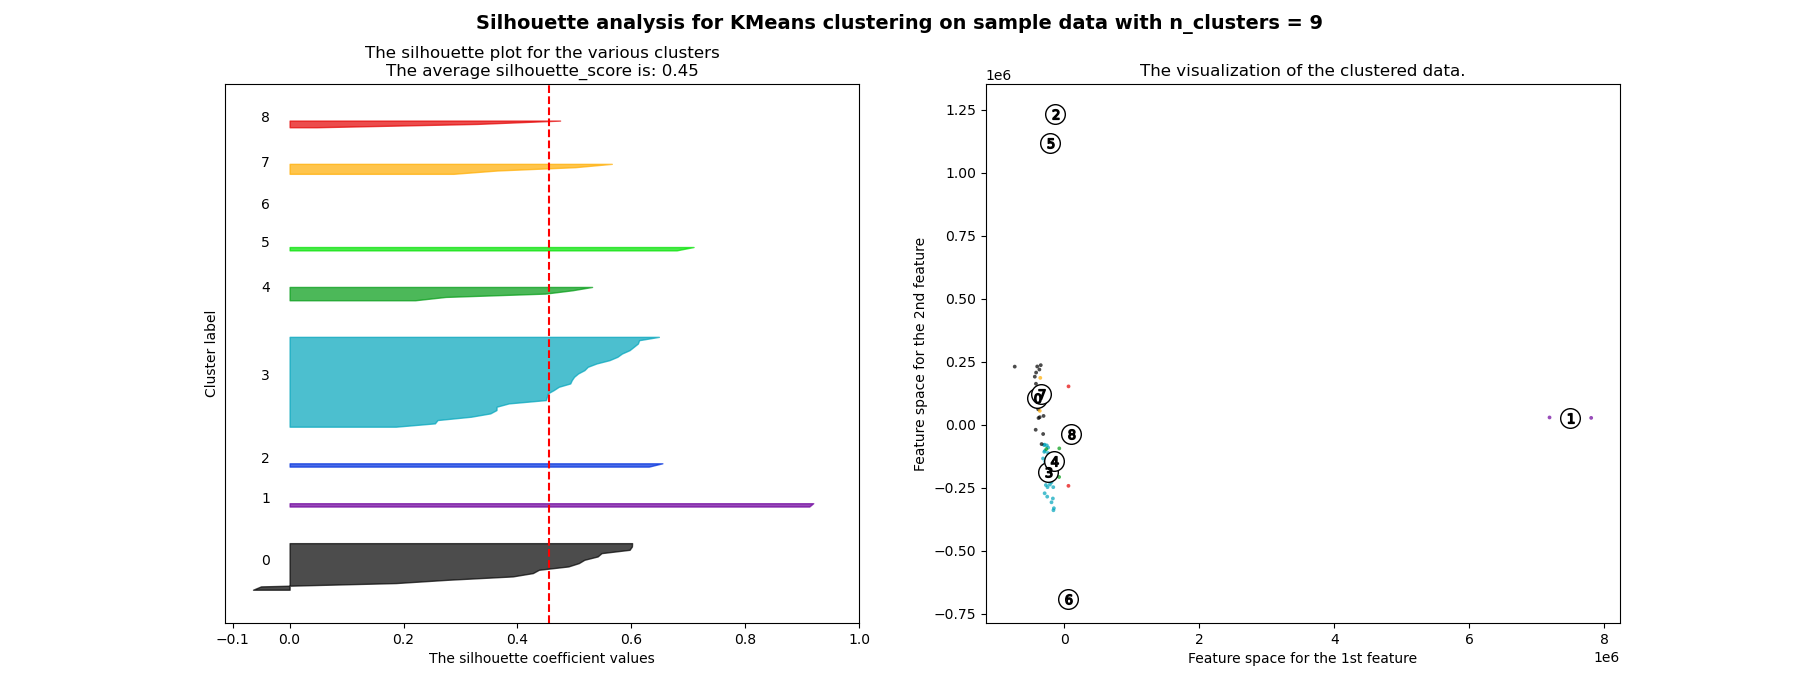 Silhouette analysis for KMeans clustering on sample data with n_clusters = 9
The silhouette plot for the various clusters
The average silhouette_score is: 0.45
8
7
6
5
4
3
2
1
0
Cluster label
−0.1 0.0 0.2 0.4 0.6 0.8 1.0
The silhouette coefficient values
The visualization of the clustered data.
1e6
1.25
1.00
0.75
0.50
0.25
0.00
−0.25
−0.50
−0.75
Feature space for the 2nd feature
2
5
7
0
1
8
4
3
6
0 2 4 6 8
1e6
Feature space for the 1st feature